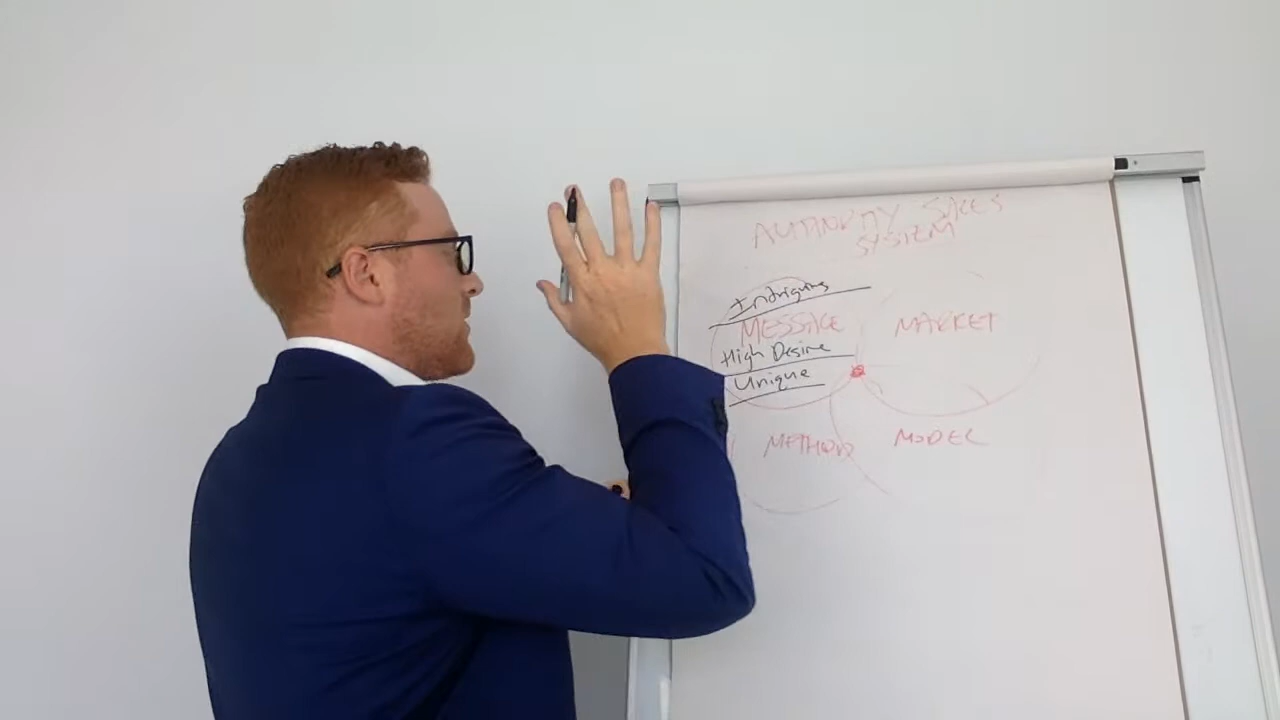 AUTHORITY SALES
SYSTEM
Intriguing
MESSAGE
MARKET
High Desire
Unique
METHOD
MODEL